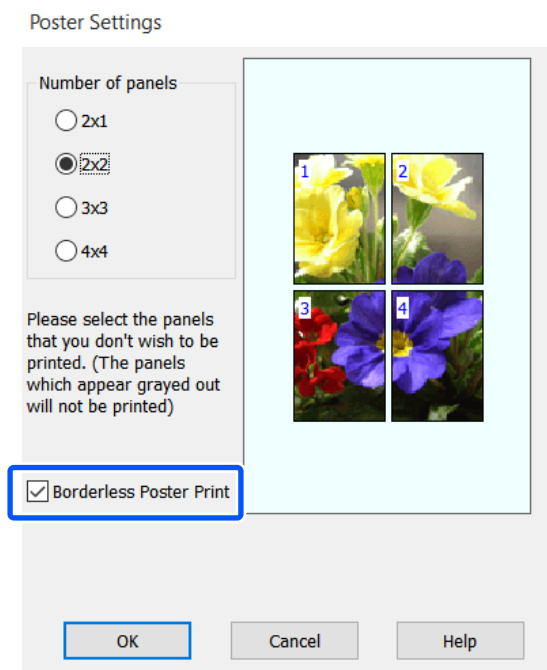 Poster Settings
Number of panels
2x1
2x2
3x3
4x4
Please select the panels
that you don't wish to be
printed. (The panels
which appear grayed out
will not be printed)
Borderless Poster Print
1
2
3
4
OK
Cancel
Help